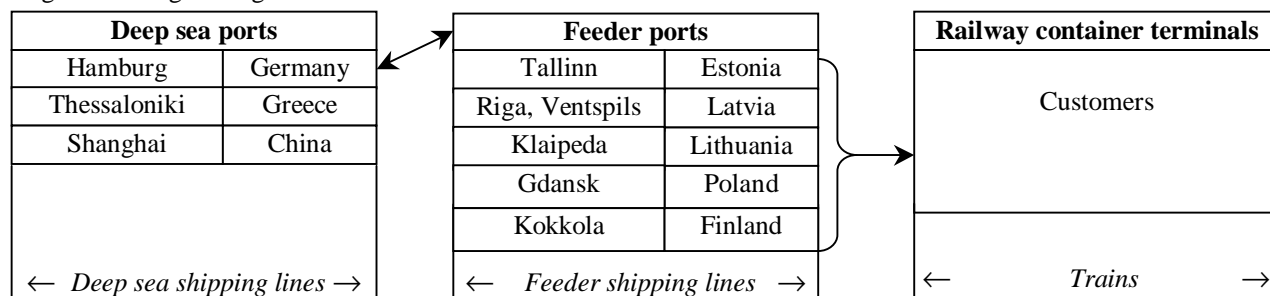 Deep sea ports
Hamburg Germany
Thessaloniki Greece
Shanghai China
← Deep sea shipping lines →
Feeder ports
Tallinn Estonia
Riga, Ventspils Latvia
Klaipeda Lithuania
Gdansk Poland
Kokkola Finland
← Feeder shipping lines →
Railway container terminals
Customers
← Trains →